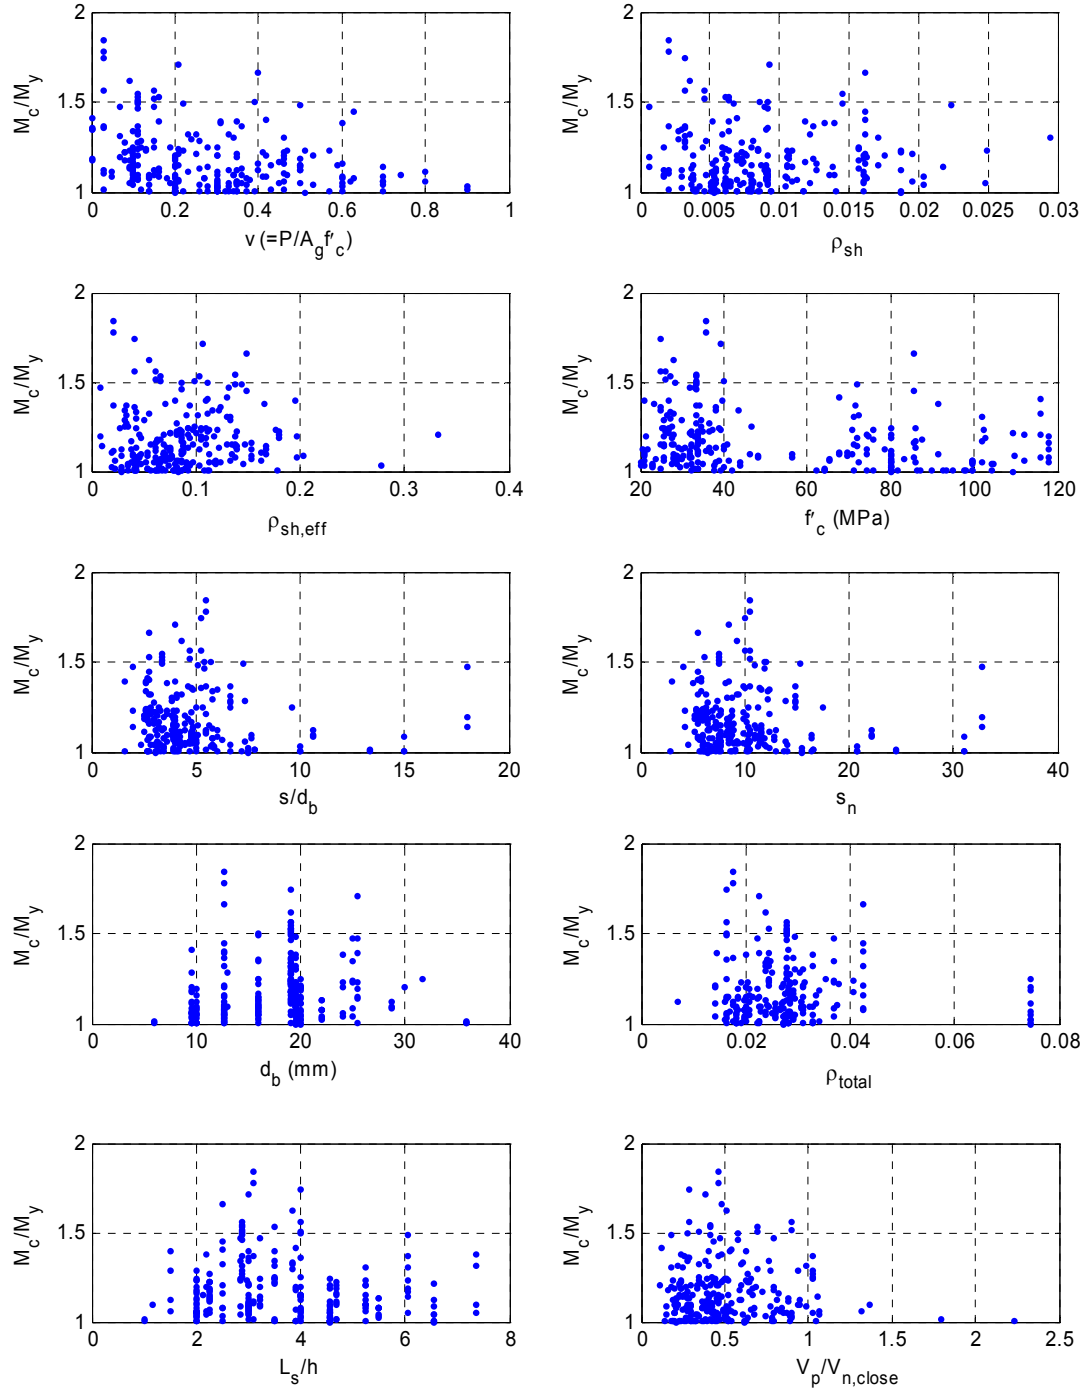 2
1.5
1
M_c/M_y
0 0.2 0.4 0.6 0.8 1
v (=P/A_g f'_c)
2
1.5
1
M_c/M_y
0 0.005 0.01 0.015 0.02 0.025 0.03
ρ_sh
2
1.5
1
M_c/M_y
0 0.1 0.2 0.3 0.4
ρ_sh,eff
2
1.5
1
M_c/M_y
20 40 60 80 100 120
f'_c (MPa)
2
1.5
1
M_c/M_y
0 5 10 15 20
s/d_b
2
1.5
1
M_c/M_y
0 10 20 30 40
s_n
2
1.5
1
M_c/M_y
0 10 20 30 40
d_b (mm)
2
1.5
1
M_c/M_y
0 0.02 0.04 0.06 0.08
ρ_total
2
1.5
1
M_c/M_y
0 2 4 6 8
L_s/h
2
1.5
1
M_c/M_y
0 0.5 1 1.5 2 2.5
V_p/V_n,close